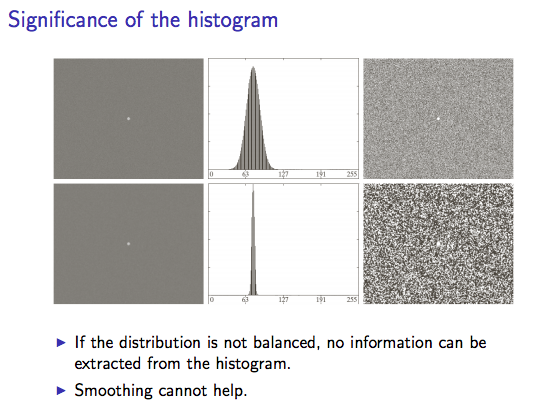 Significance of the histogram
0 63 127 191 255
0 63 127 191 255
► If the distribution is not balanced, no information can be
extracted from the histogram.
► Smoothing cannot help.